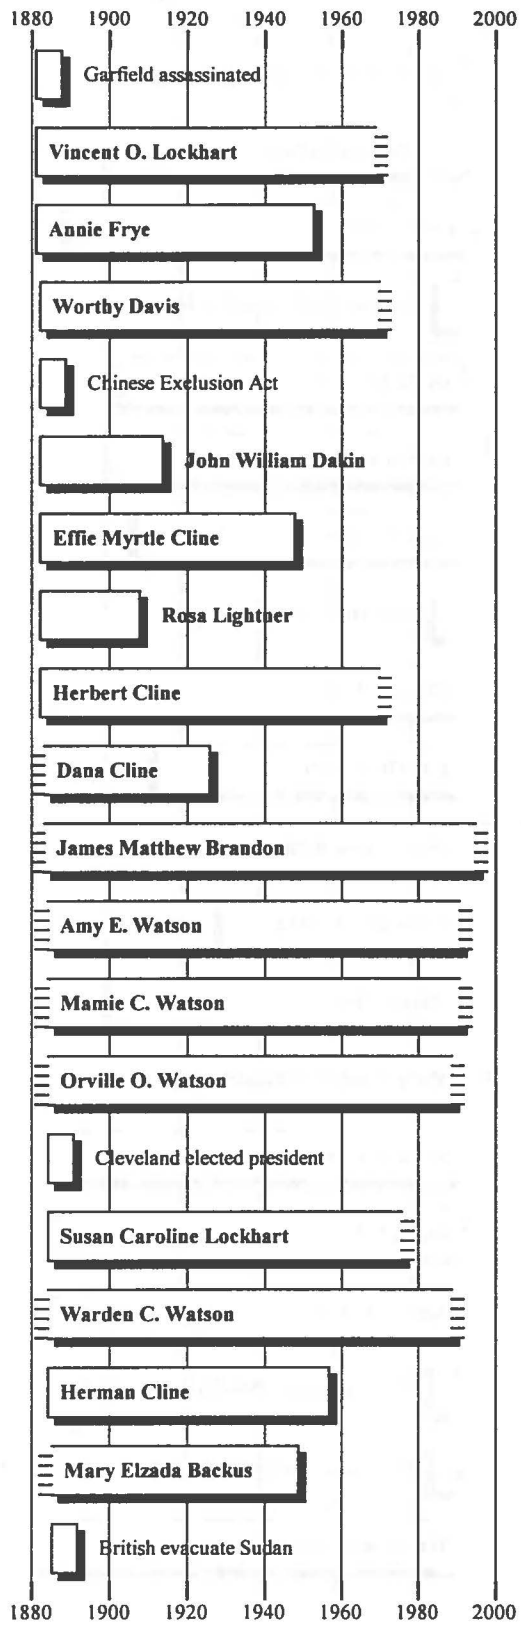 1880 1900 1920 1940 1960 1980 2000
Garfield assassinated
Vincent O. Lockhart
Annie Frye
Worthy Davis
Chinese Exclusion Act
John William Dakin
Effie Myrtle Cline
Rosa Lightner
Herbert Cline
Dana Cline
James Matthew Brandon
Amy E. Watson
Mamie C. Watson
Orville O. Watson
Cleveland elected president
Susan Caroline Lockhart
Warden C. Watson
Herman Cline
Mary Elzada Backus
British evacuate Sudan
1880 1900 1920 1940 1960 1980 2000